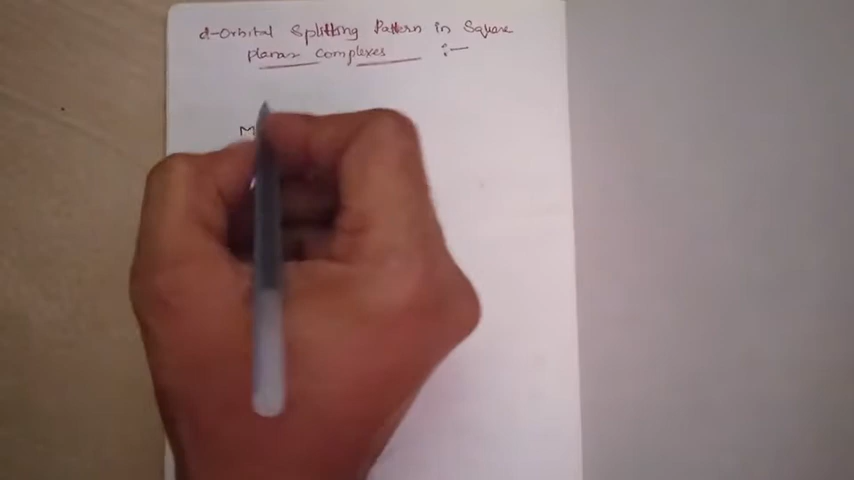 d-Orbital Splitting Pattern in Square
planar Complexes :-
M